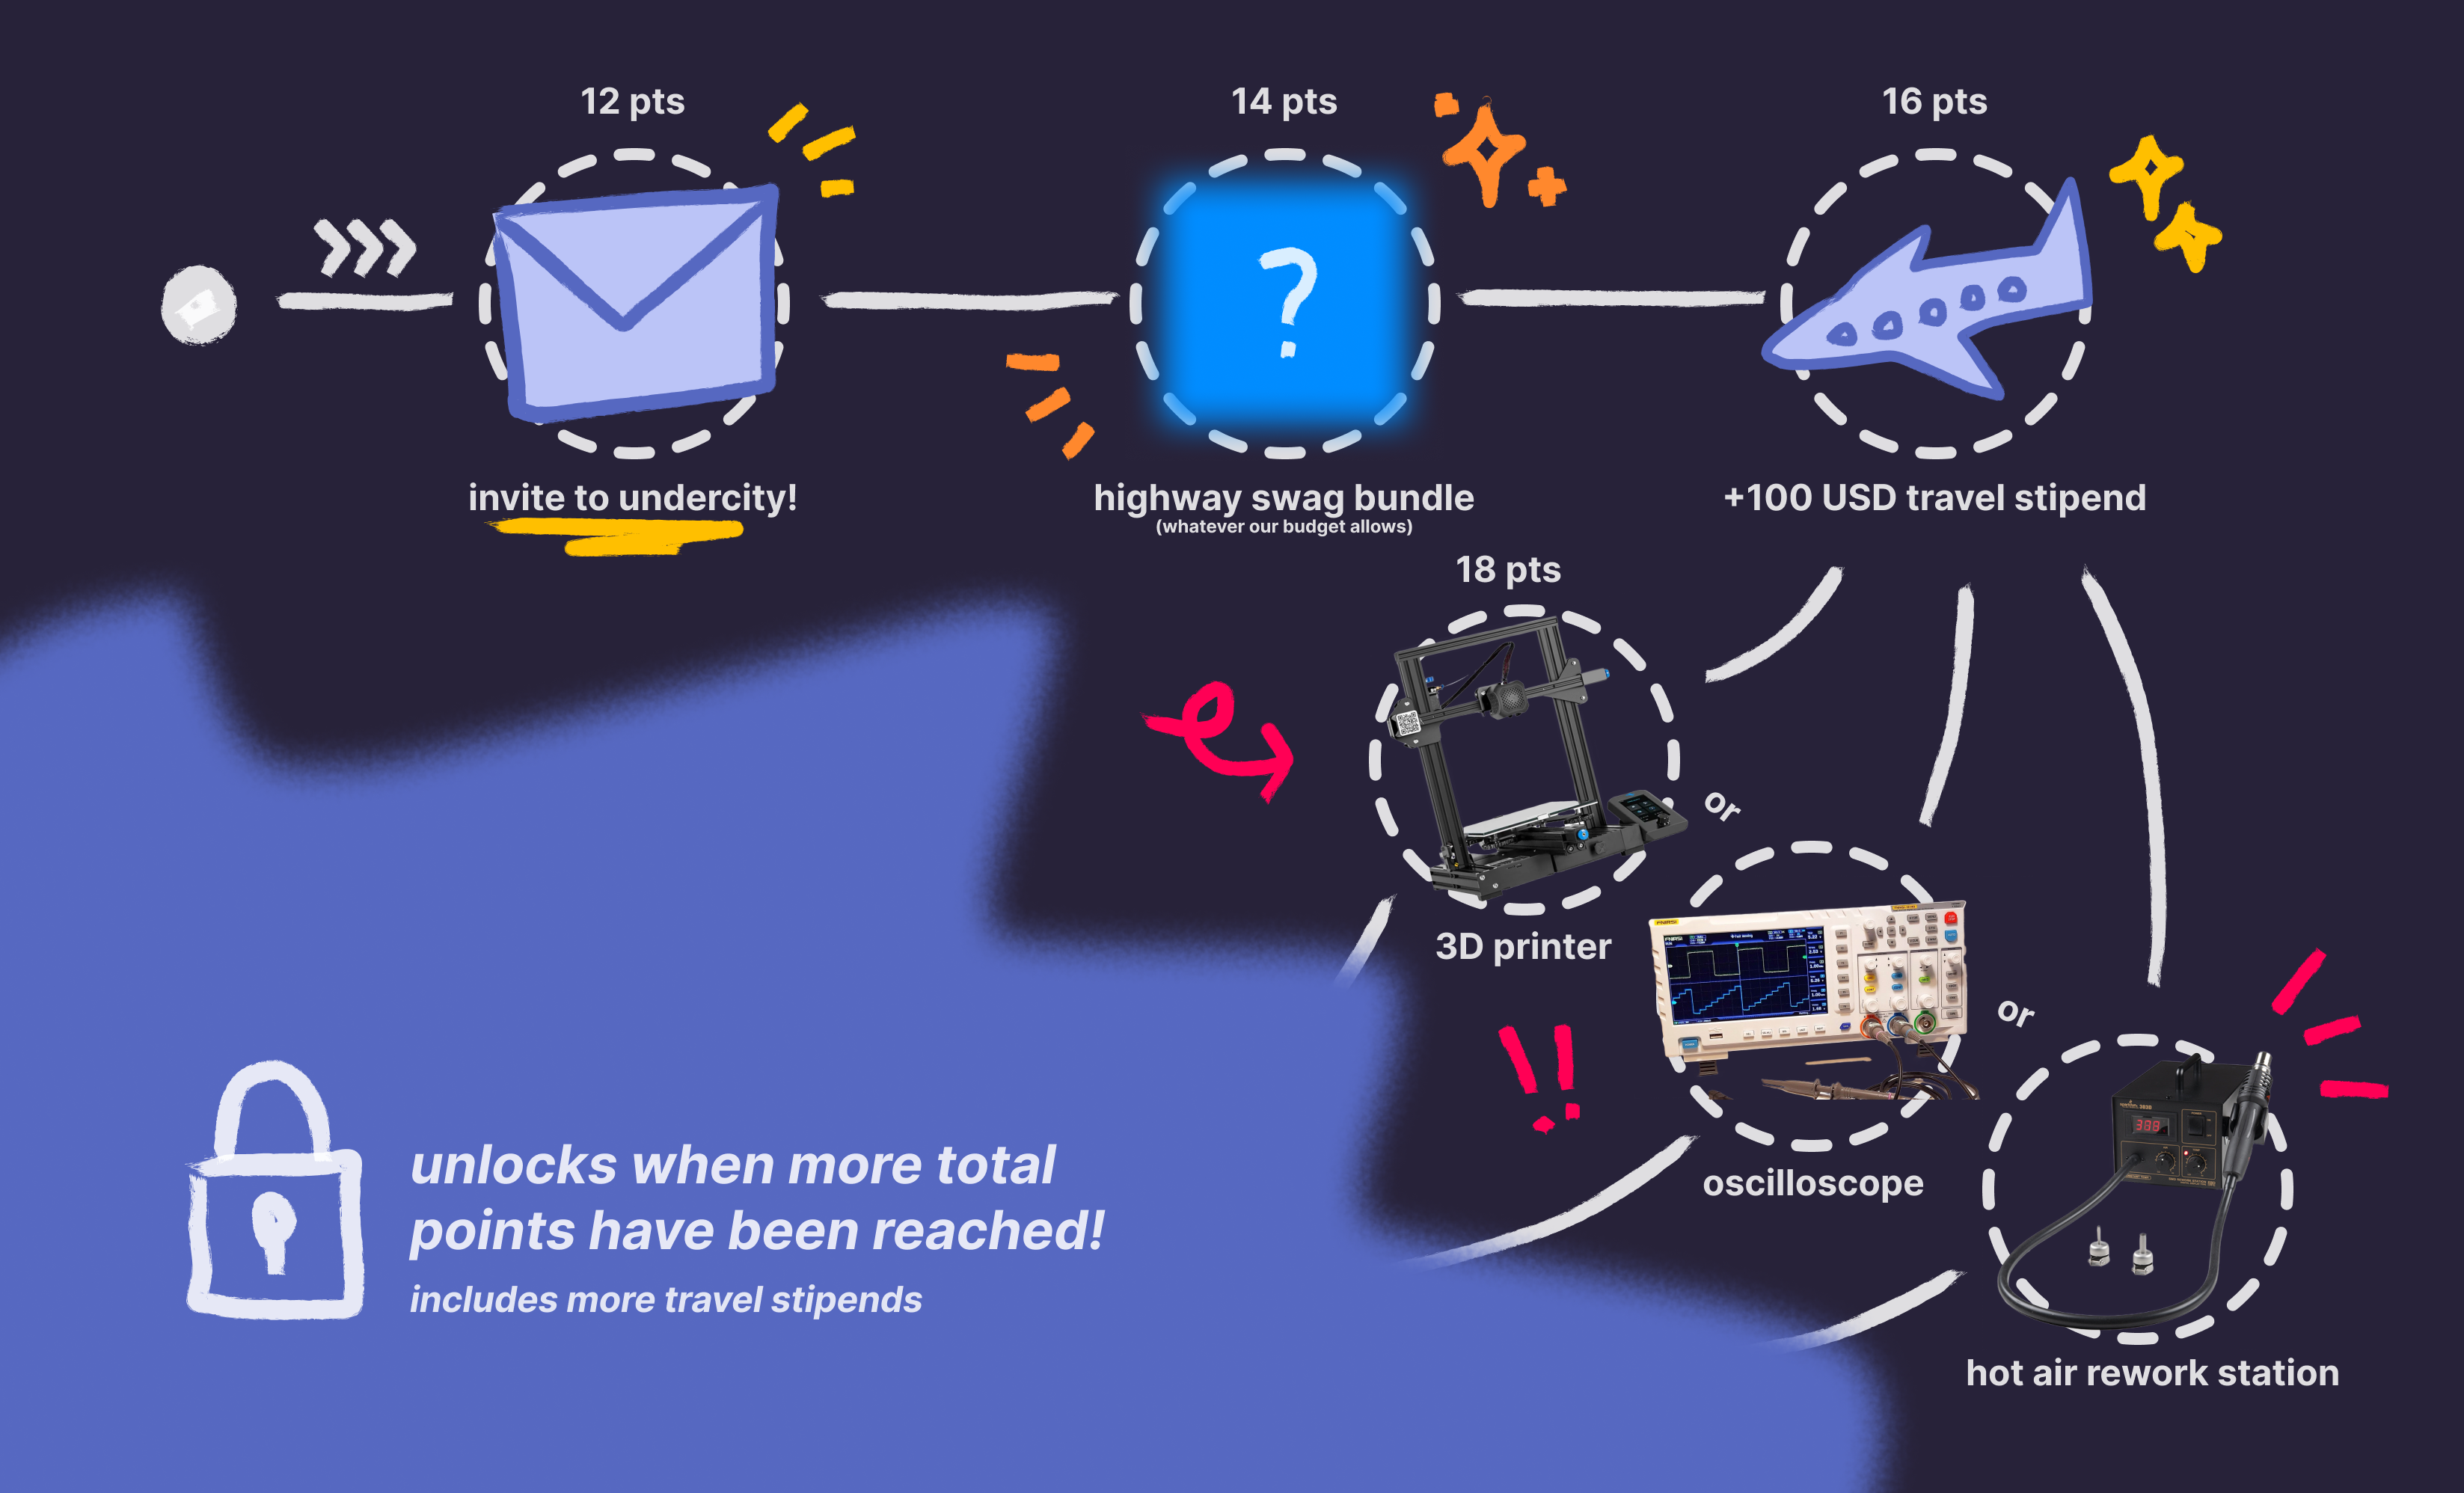 12 pts
14 pts
16 pts
?
invite to undercity!
highway swag bundle
(whatever our budget allows)
+100 USD travel stipend
18 pts
or
3D printer
FNIRSI
or
!!
oscilloscope
hot air rework station
unlocks when more total
points have been reached!
includes more travel stipends